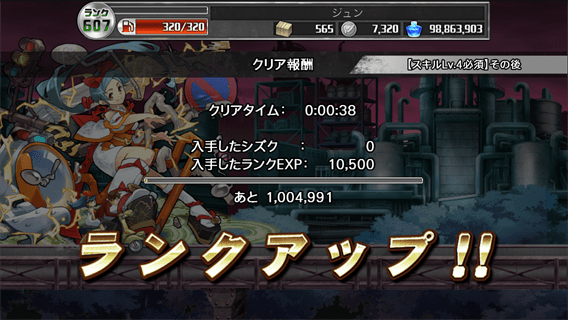 ランク
607
320/320
ジュン
565
7,320
98,863,903
クリア報酬
【スキルLv.4必須】その後
クリアタイム： 0:00:38
入手したシズク ： 0
入手したランクEXP： 10,500
あと 1,004,991
ランクアップ!!